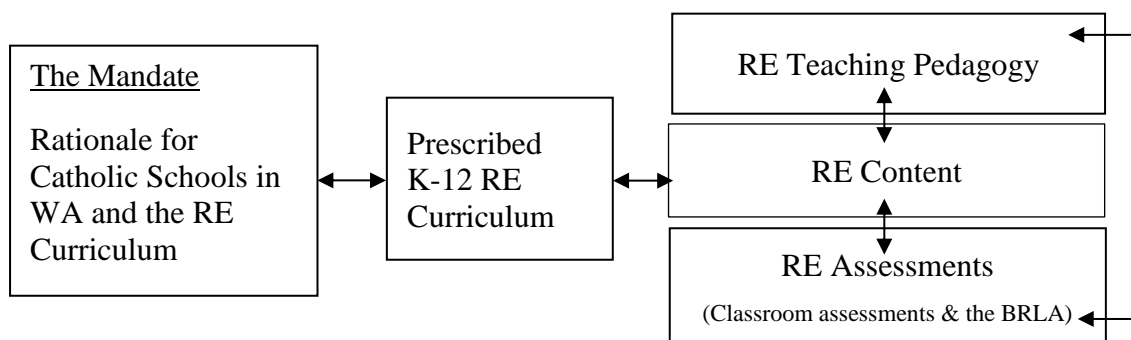 The Mandate
Rationale for
Catholic Schools in
WA and the RE
Curriculum
Prescribed
K-12 RE
Curriculum
RE Teaching Pedagogy
RE Content
RE Assessments
(Classroom assessments & the BRLA)